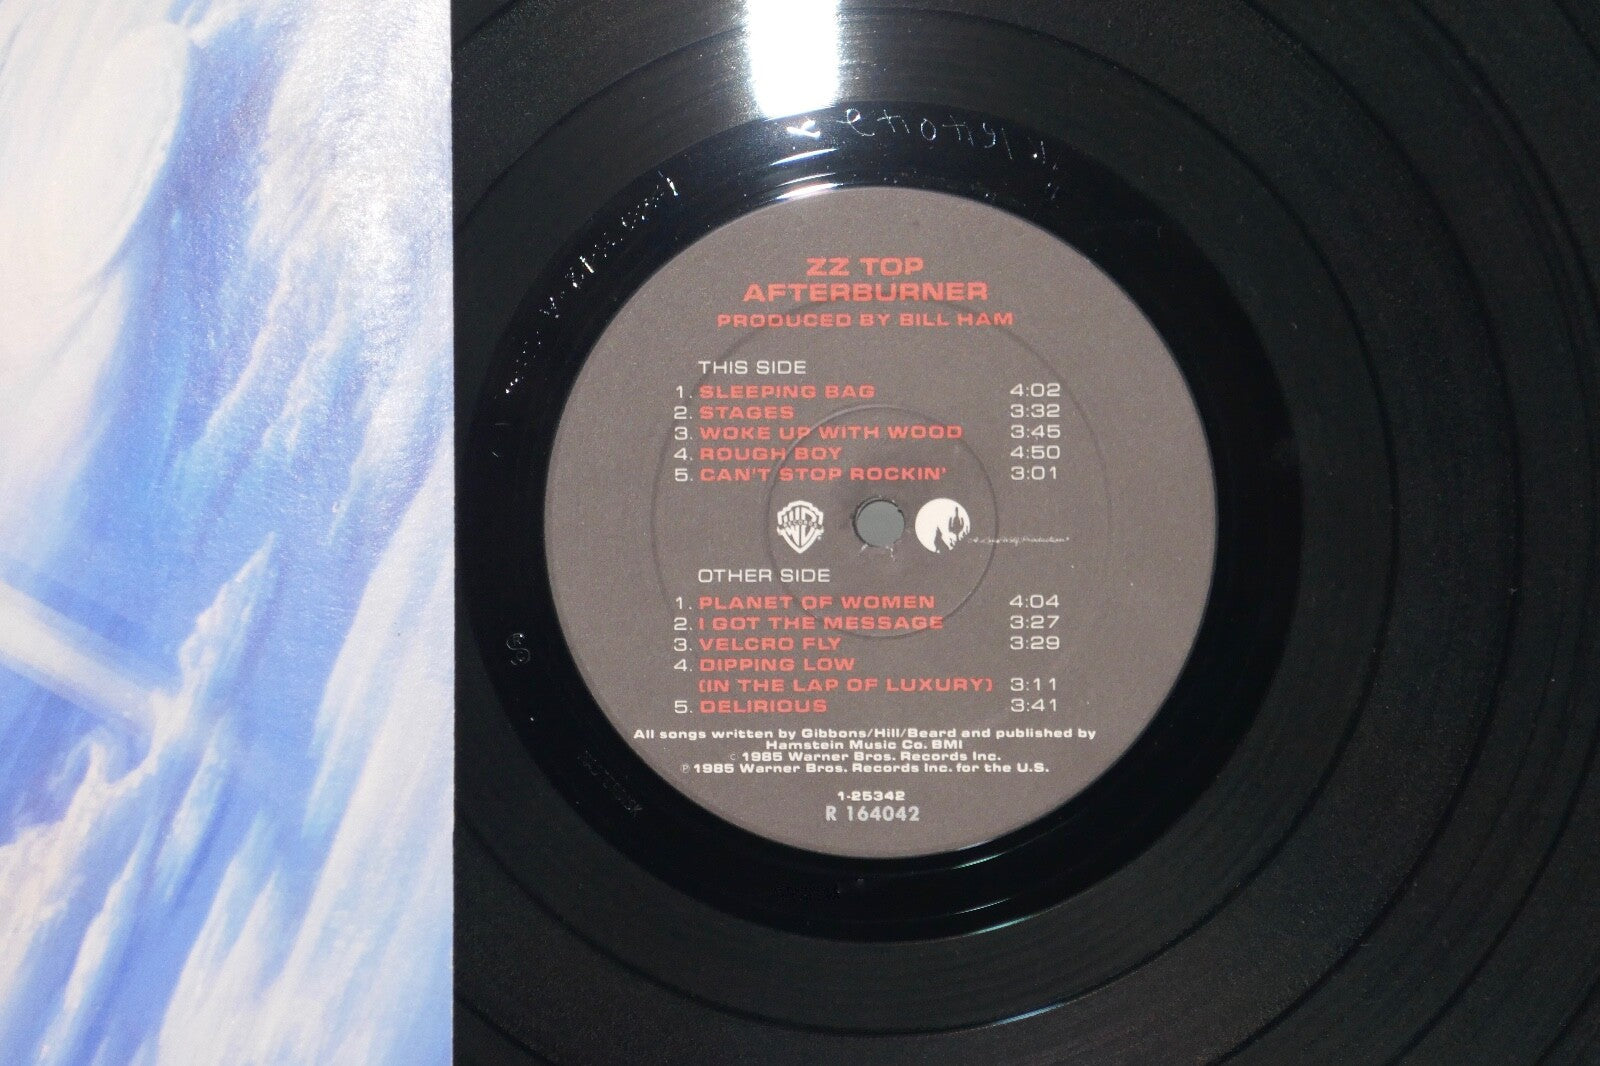 ZZ TOP
AFTERBURNER
PRODUCED BY BILL HAM
THIS SIDE
1. SLEEPING BAG 4:02
2. STAGES 3:32
3. WOKE UP WITH WOOD 3:45
4. ROUGH BOY 4:50
5. CAN'T STOP ROCKIN' 3:01
OTHER SIDE
1. PLANET OF WOMEN 4:04
2. I GOT THE MESSAGE 3:27
3. VELCRO FLY 3:29
4. DIPPING LOW
(IN THE LAP OF LUXURY) 3:11
5. DELIRIOUS 3:41
All songs written by Gibbons/Hill/Beard and published by
Hamstein Music Co. BMI
© 1985 Warner Bros. Records Inc.
℗ 1985 Warner Bros. Records Inc. for the U.S.
1-25342
R 164042